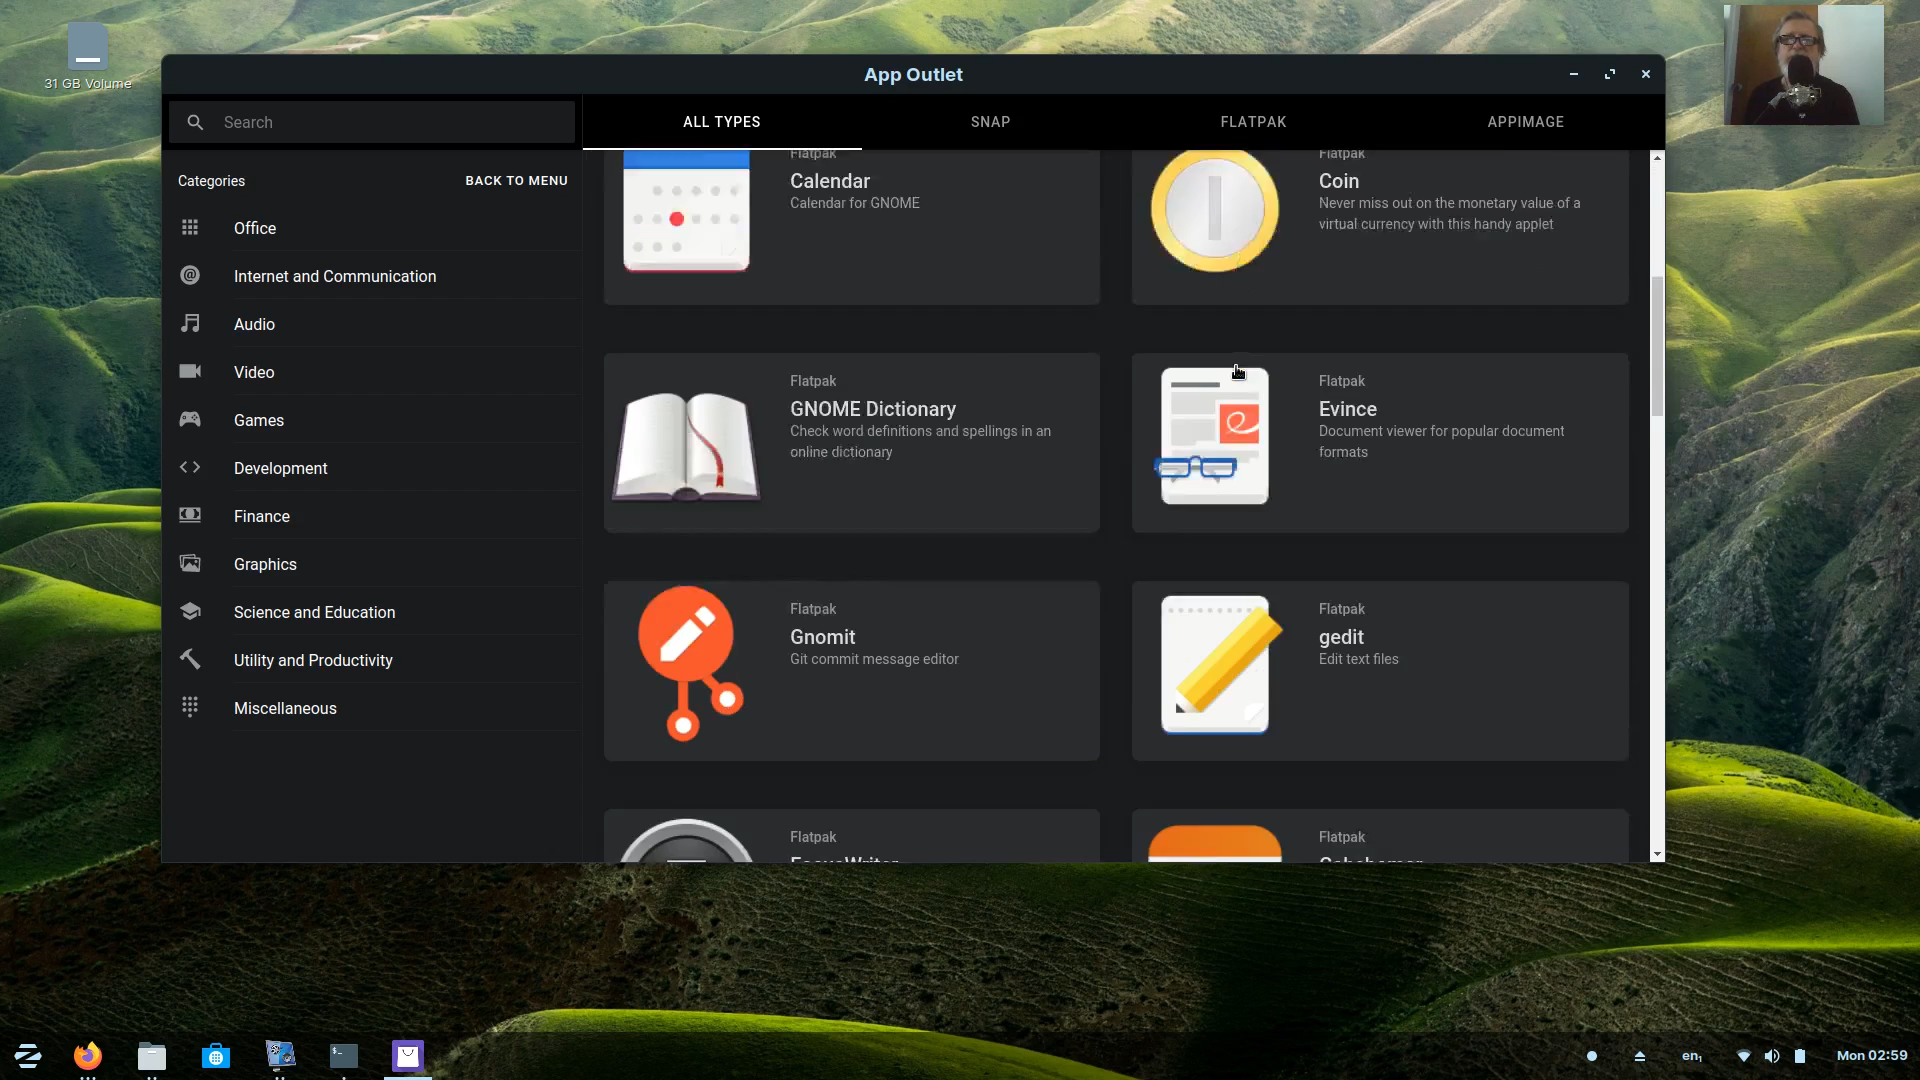 31 GB Volume
App Outlet
Search
ALL TYPES
SNAP
FLATPAK
APPIMAGE
Categories
BACK TO MENU
Office
Internet and Communication
Audio
Video
Games
Development
Finance
Graphics
Science and Education
Utility and Productivity
Miscellaneous
Flatpak
Calendar
Calendar for GNOME
Flatpak
Coin
Never miss out on the monetary value of a
virtual currency with this handy applet
Flatpak
GNOME Dictionary
Check word definitions and spellings in an
online dictionary
Flatpak
Evince
Document viewer for popular document
formats
Flatpak
Gnomit
Git commit message editor
Flatpak
gedit
Edit text files
Flatpak
FocusWriter
Flatpak
en₁
Mon 02:59